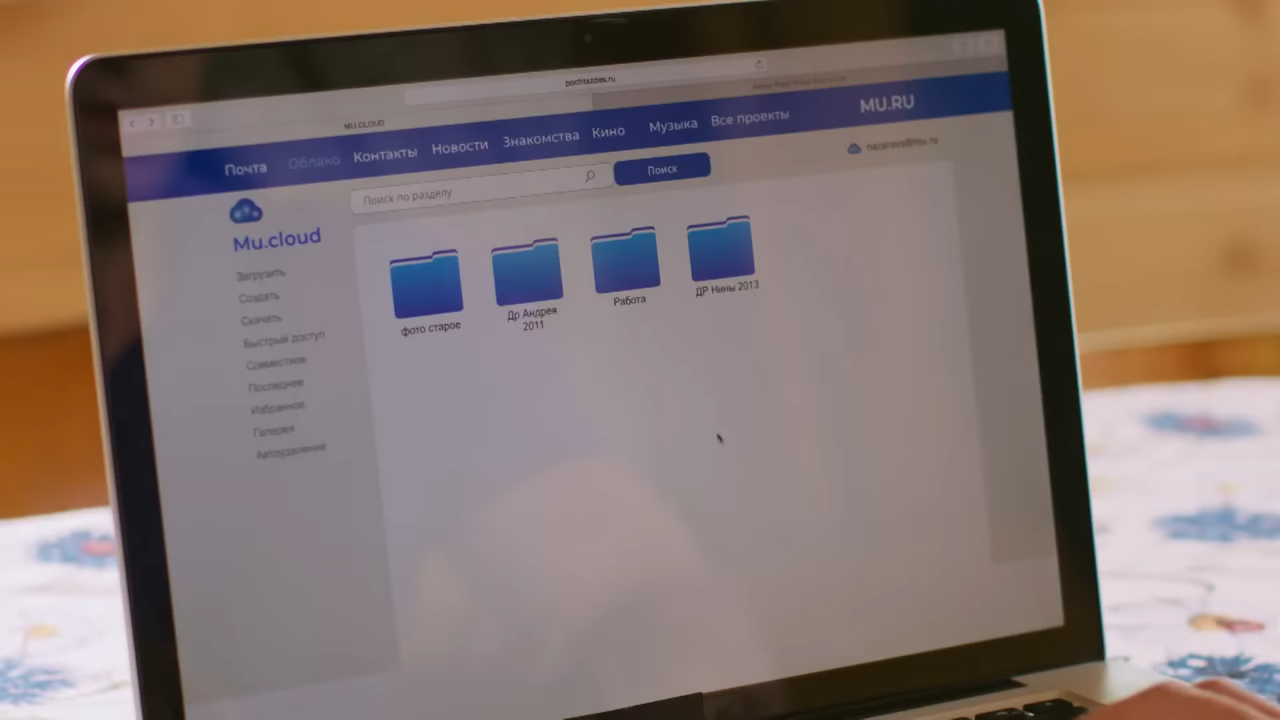 pochtazdes.ru
MU.CLOUD
Почта Облако Контакты Новости Знакомства Кино Музыка Все проекты MU.RU
Поиск по разделу
Поиск
Mu.cloud
Загрузить
Создать
Скачать
Быстрый доступ
Совместное
Последнее
Избранное
Галерея
Автоудаление
фото старое
Др Андрея
2011
Работа
ДР Нины 2013